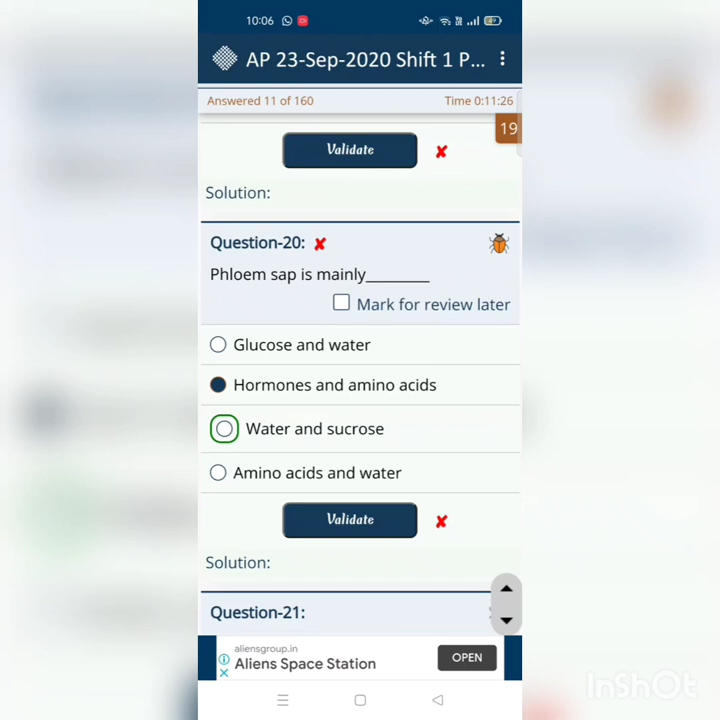 10:06
AP 23-Sep-2020 Shift 1 P...
Answered 11 of 160
Time 0:11:26
19
Validate
Solution:
Question-20:
Phloem sap is mainly________
Mark for review later
Glucose and water
Hormones and amino acids
Water and sucrose
Amino acids and water
Validate
Solution:
Question-21:
aliensgroup.in
Aliens Space Station
OPEN
InShOt